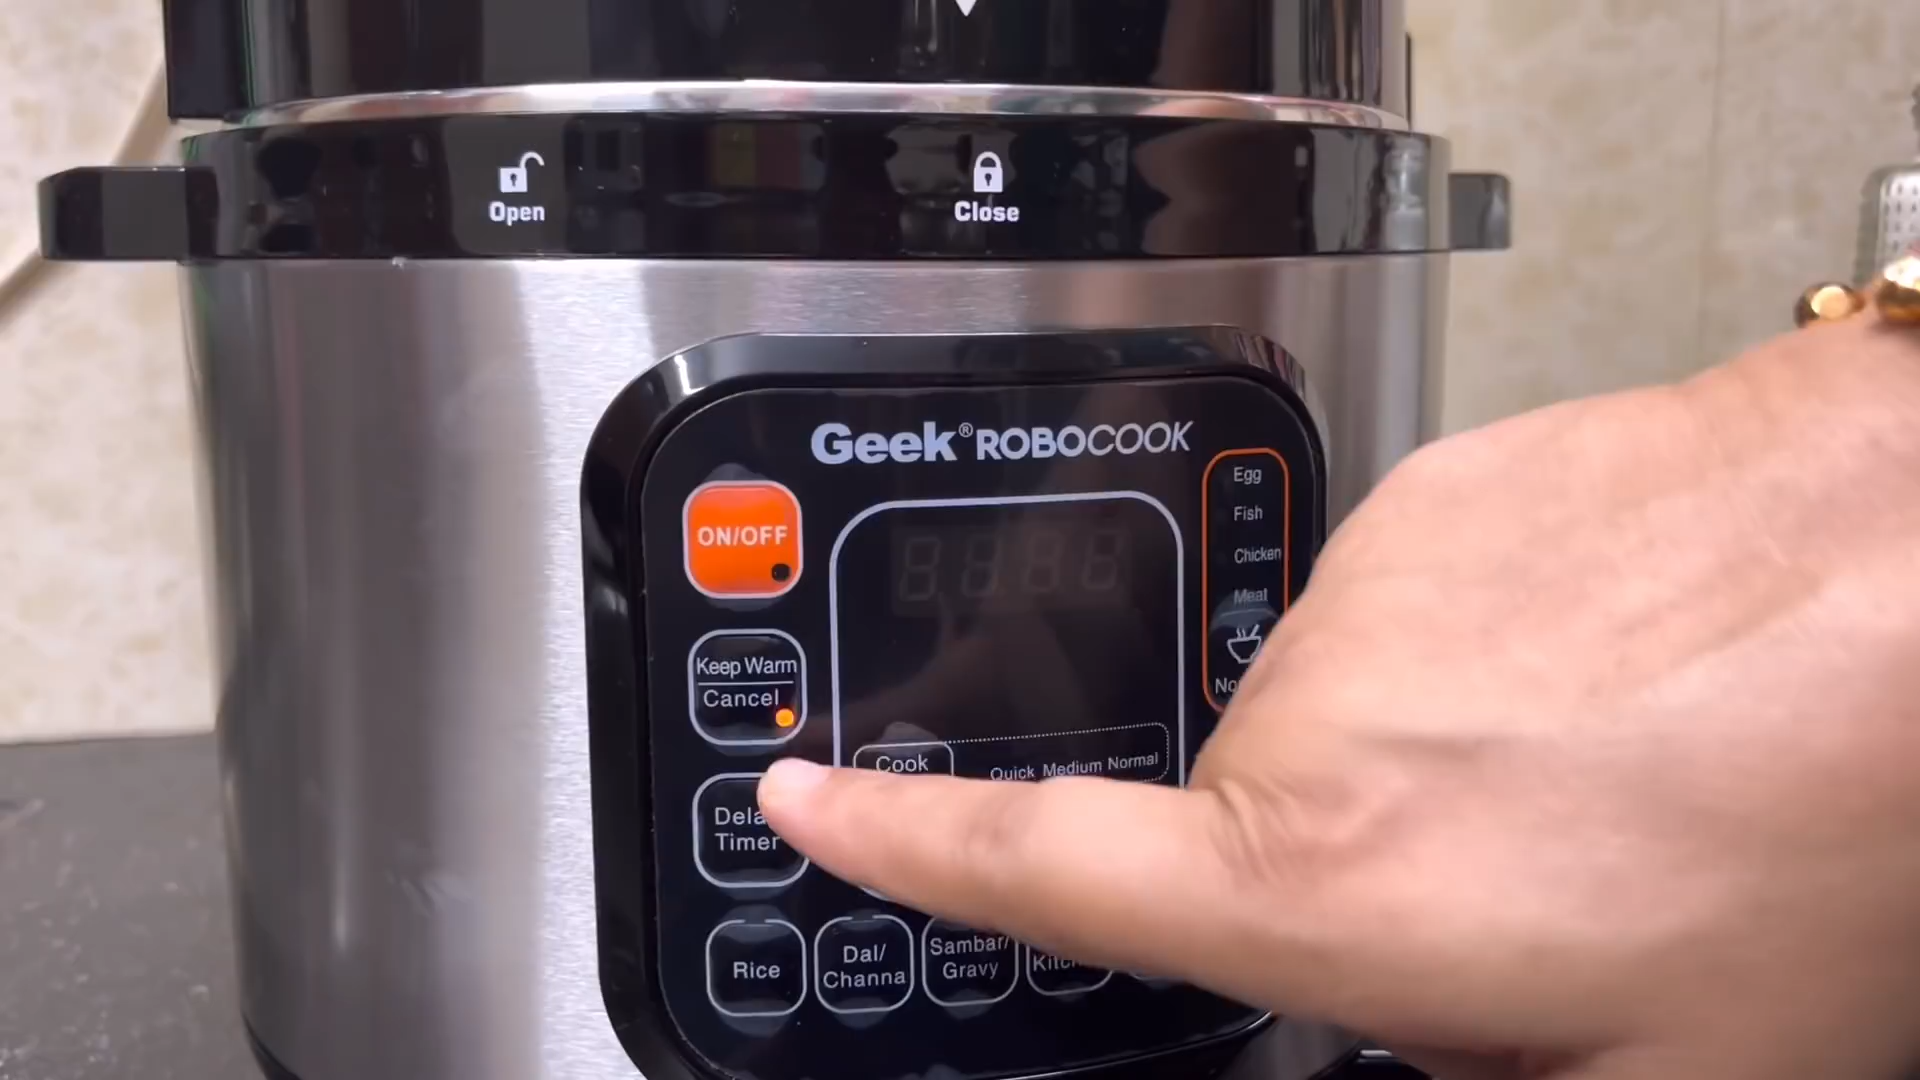 Open
Close
Geek® ROBOCOOK
ON/OFF
Egg
Fish
Chicken
Meat
Keep Warm
Cancel
Cook
Quick Medium Normal
Timer
Rice
Dal/
Channa
Sambar/
Gravy